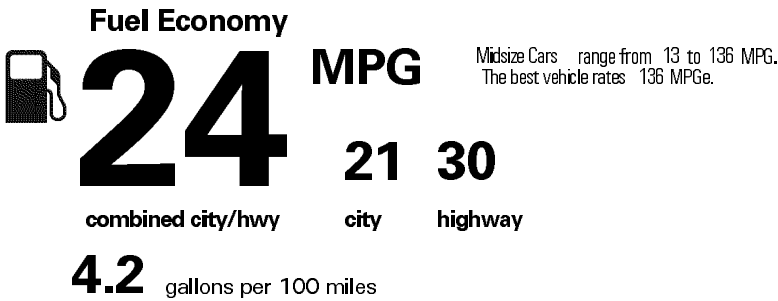 Fuel Economy
24 MPG
Midsize Cars range from 13 to 136 MPG.
The best vehicle rates 136 MPGe.
21 30
combined city/hwy city highway
4.2 gallons per 100 miles